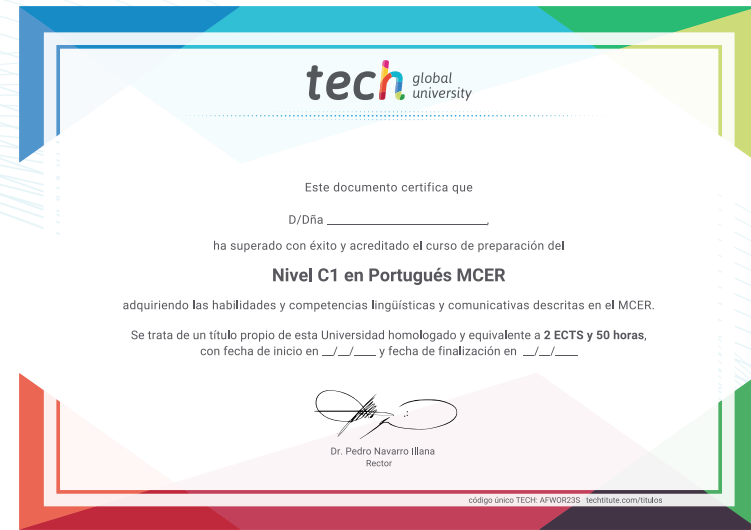 tech global university
Este documento certifica que
D/Dña ______________________,
ha superado con éxito y acreditado el curso de preparación del
Nivel C1 en Portugués MCER
adquiriendo las habilidades y competencias lingüísticas y comunicativas descritas en el MCER.
Se trata de un título propio de esta Universidad homologado y equivalente a 2 ECTS y 50 horas,
con fecha de inicio en __/__/____ y fecha de finalización en __/__/____
Dr. Pedro Navarro Illana
Rector
código único TECH: AFWOR23S techtitute.com/titulos